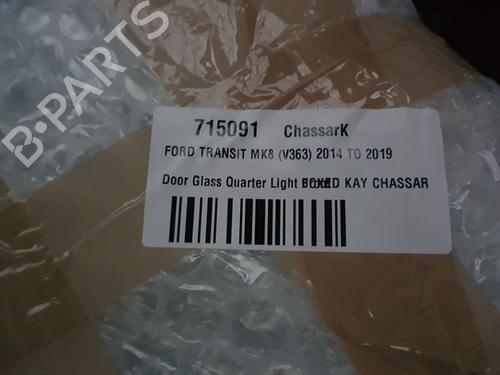 B-PARTS
715091 ChassarK
FORD TRANSIT MK8 (V363) 2014 TO 2019
Door Glass Quarter Light KAY CHASSAR